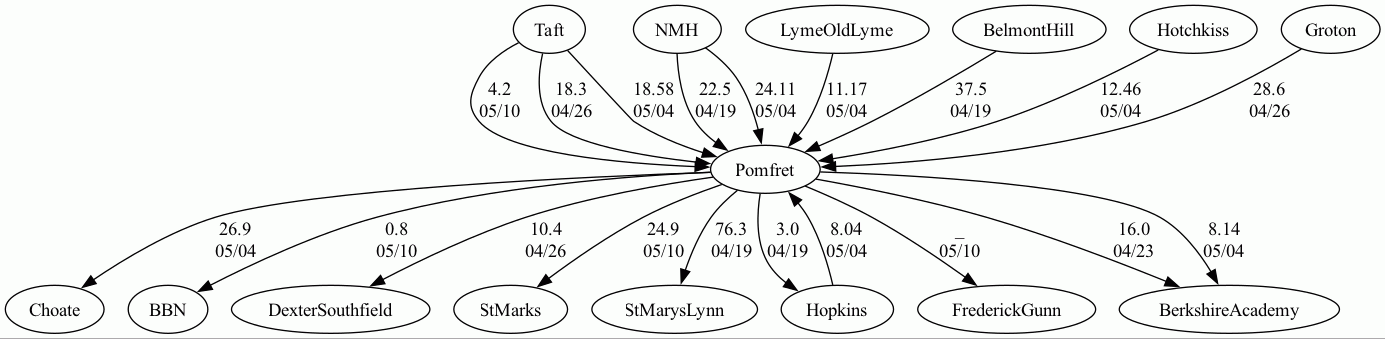 Taft
NMH
LymeOldLyme
BelmontHill
Hotchkiss
Groton
4.2
05/10
18.3
04/26
18.58
05/04
22.5
04/19
24.11
05/04
11.17
05/04
37.5
04/19
12.46
05/04
28.6
04/26
Pomfret
26.9
05/04
0.8
05/10
10.4
04/26
24.9
05/10
76.3
04/19
3.0
04/19
8.04
05/04
_
05/10
16.0
04/23
8.14
05/04
Choate
BBN
DexterSouthfield
StMarks
StMarysLynn
Hopkins
FrederickGunn
BerkshireAcademy